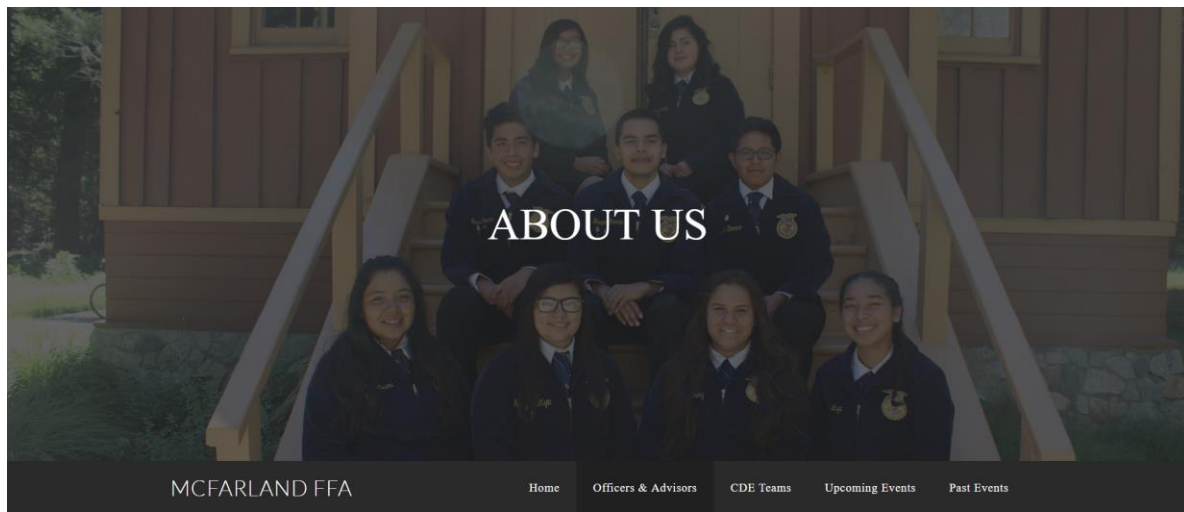 ABOUT US
MCFARLAND FFA
Home Officers & Advisors CDE Teams Upcoming Events Past Events